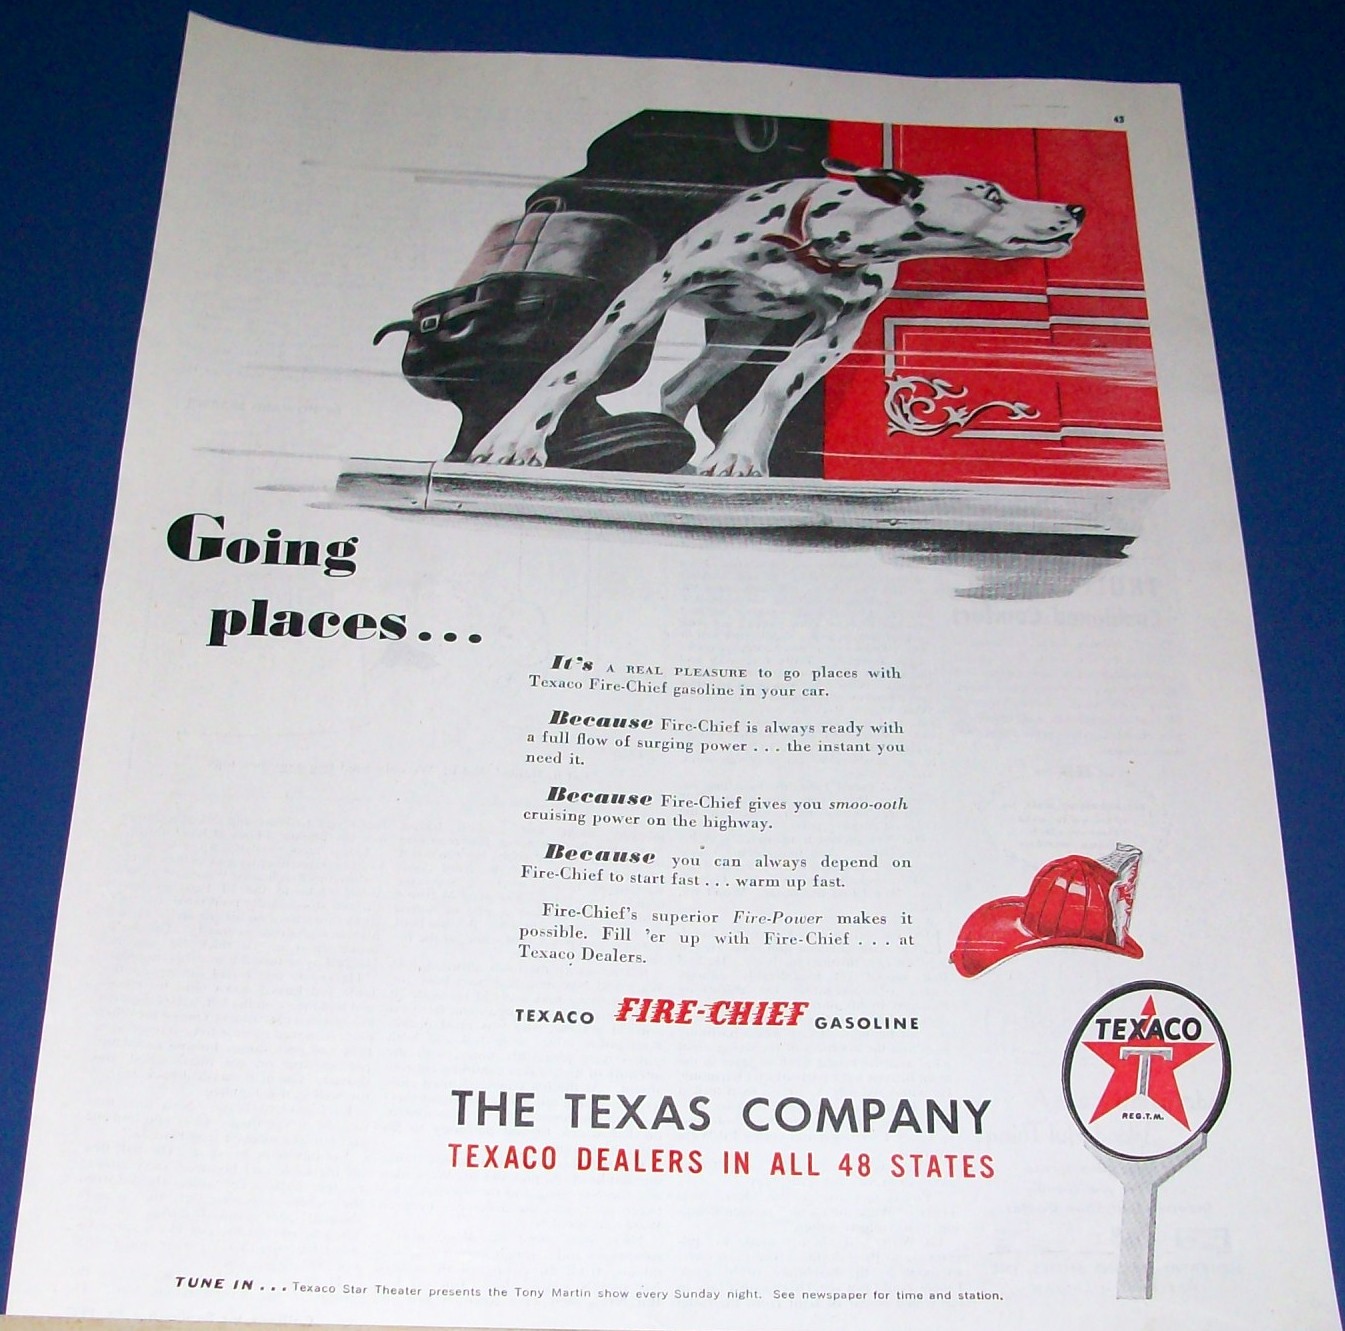 43
Going
places...
It's A REAL PLEASURE to go places with
Texaco Fire-Chief gasoline in your car.
Because Fire-Chief is always ready with
a full flow of surging power . . . the instant you
need it.
Because Fire-Chief gives you smoo-ooth
cruising power on the highway.
Because you can always depend on
Fire-Chief to start fast . . . warm up fast.
Fire-Chief's superior Fire-Power makes it
possible. Fill 'er up with Fire-Chief . . . at
Texaco Dealers.
TEXACO FIRE-CHIEF GASOLINE
TEXACO
T
REG. T. M.
THE TEXAS COMPANY
TEXACO DEALERS IN ALL 48 STATES
TUNE IN . . . Texaco Star Theater presents the Tony Martin show every Sunday night. See newspaper for time and station.